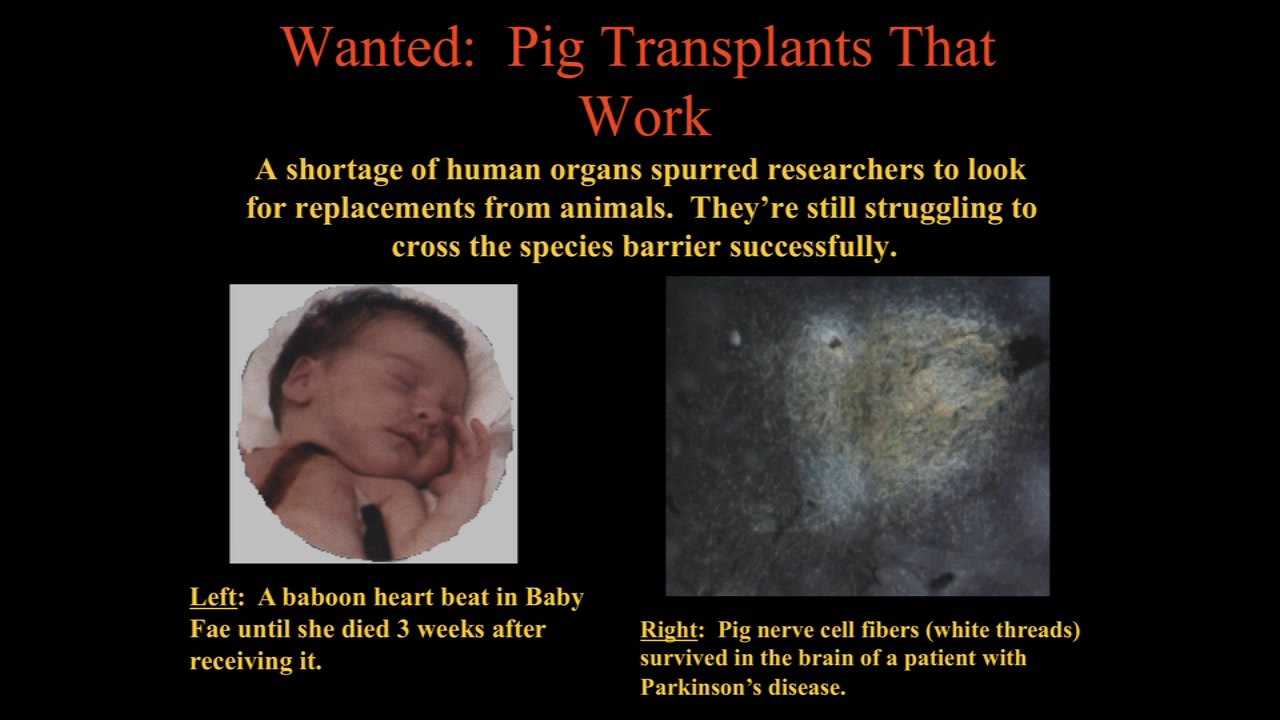 Wanted:  Pig Transplants That
Work
A shortage of human organs spurred researchers to look
for replacements from animals.  They’re still struggling to
cross the species barrier successfully.
Left:  A baboon heart beat in Baby
Fae until she died 3 weeks after
receiving it.
Right:  Pig nerve cell fibers (white threads)
survived in the brain of a patient with
Parkinson’s disease.